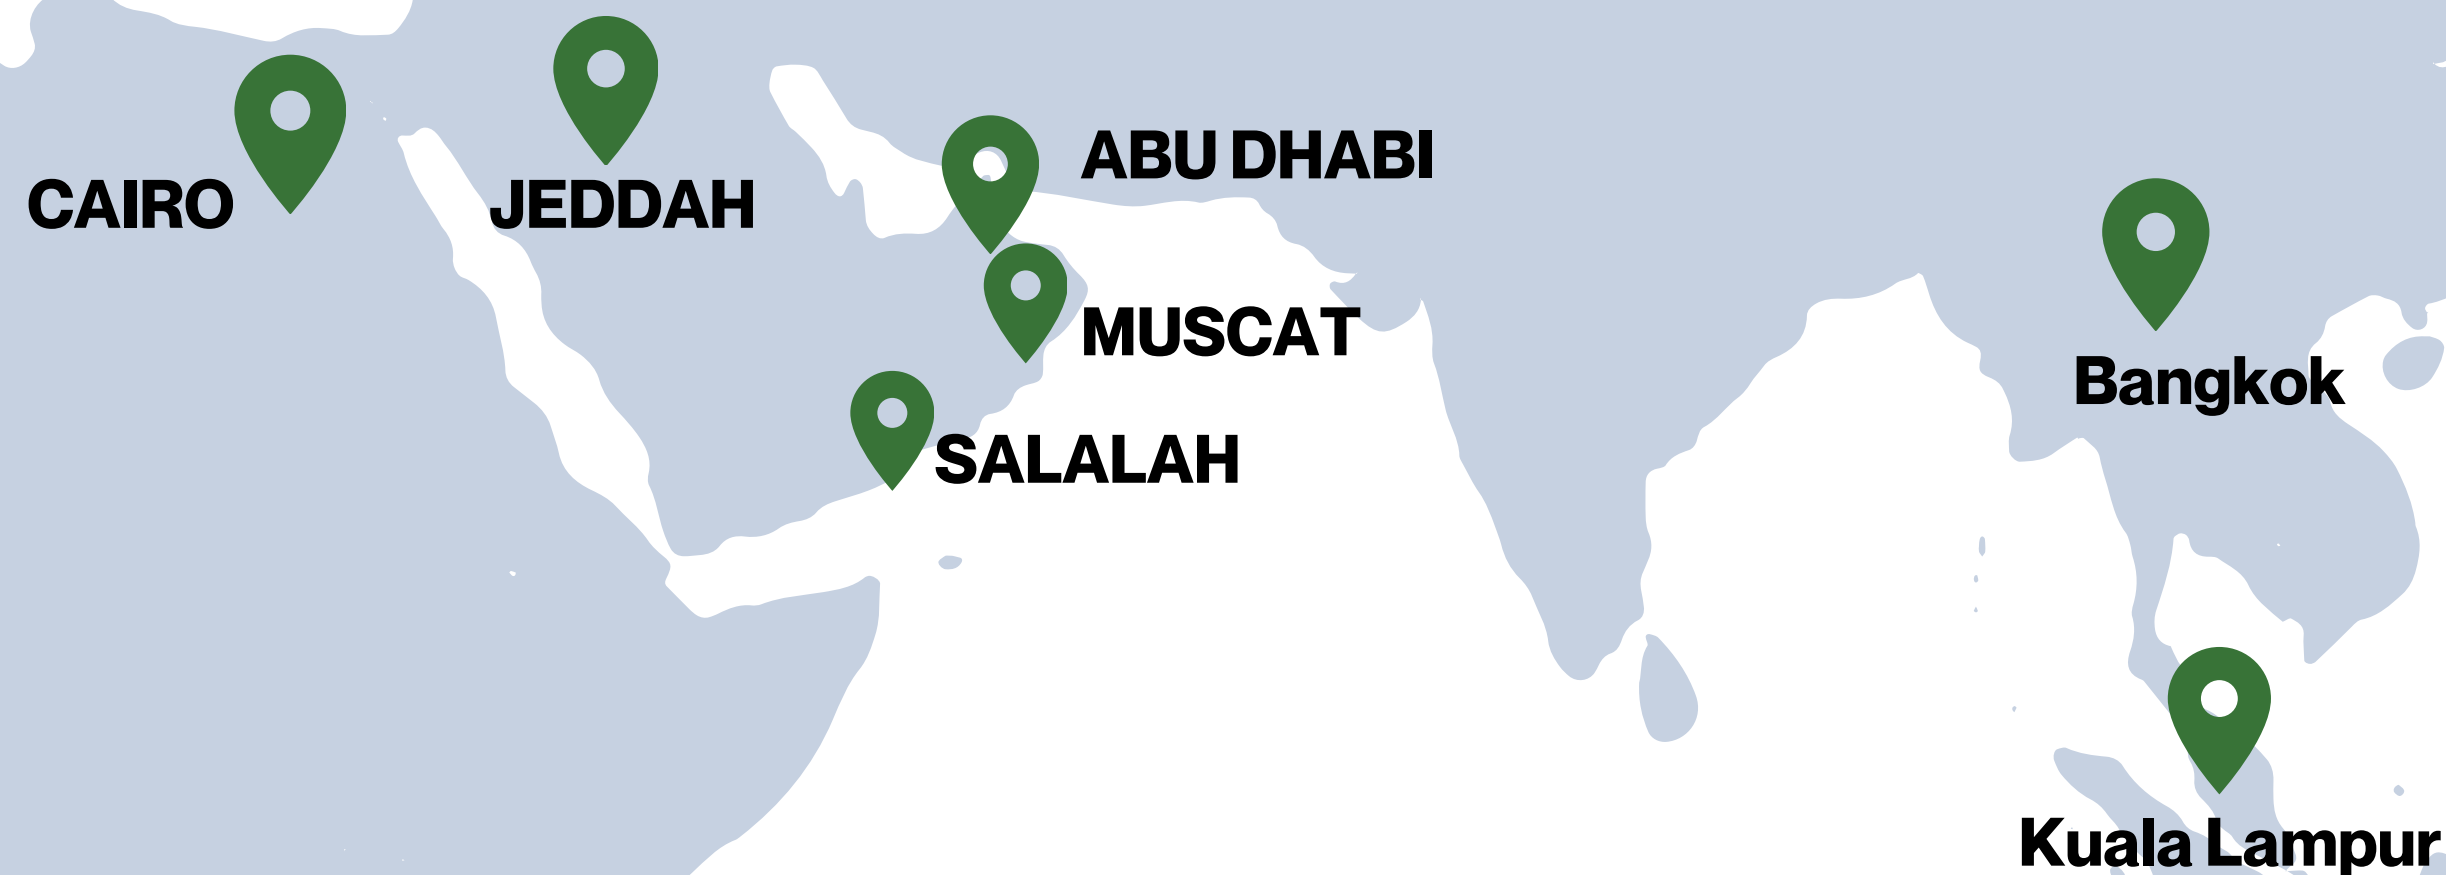 ABU DHABI
CAIRO
JEDDAH
MUSCAT
Bangkok
SALALAH
Kuala Lampur